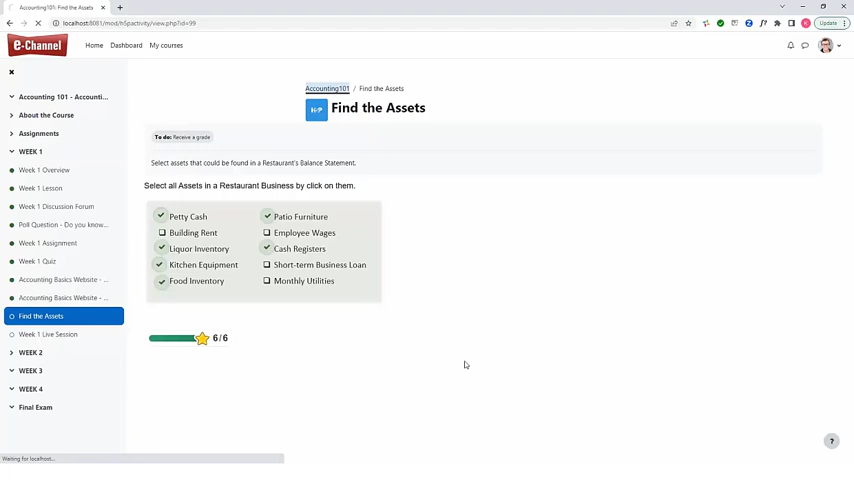 Accounting101: Find the Assets
localhost:8081/mod/h5pactivity/view.php?id=99
Update
e-Channel
Home Dashboard My courses
Accounting101 / Find the Assets
H-P Find the Assets
To do: Receive a grade
Select assets that could be found in a Restaurant's Balance Statement.
Select all Assets in a Restaurant Business by click on them.
Petty Cash
Patio Furniture
Building Rent
Employee Wages
Liquor Inventory
Cash Registers
Kitchen Equipment
Short-term Business Loan
Food Inventory
Monthly Utilities
6/6
Accounting 101 - Accounti...
About the Course
Assignments
WEEK 1
Week 1 Overview
Week 1 Lesson
Week 1 Discussion Forum
Poll Question - Do you know...
Week 1 Assignment
Week 1 Quiz
Accounting Basics Website - ...
Accounting Basics Website - ...
Find the Assets
Week 1 Live Session
WEEK 2
WEEK 3
WEEK 4
Final Exam
?
Waiting for localhost...